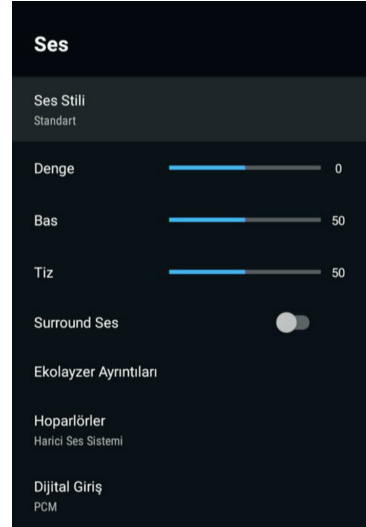 Ses
Ses Stili
Standart
Denge 0
Bas 50
Tiz 50
Surround Ses
Ekolayzer Ayrıntıları
Hoparlörler
Harici Ses Sistemi
Dijital Giriş
PCM